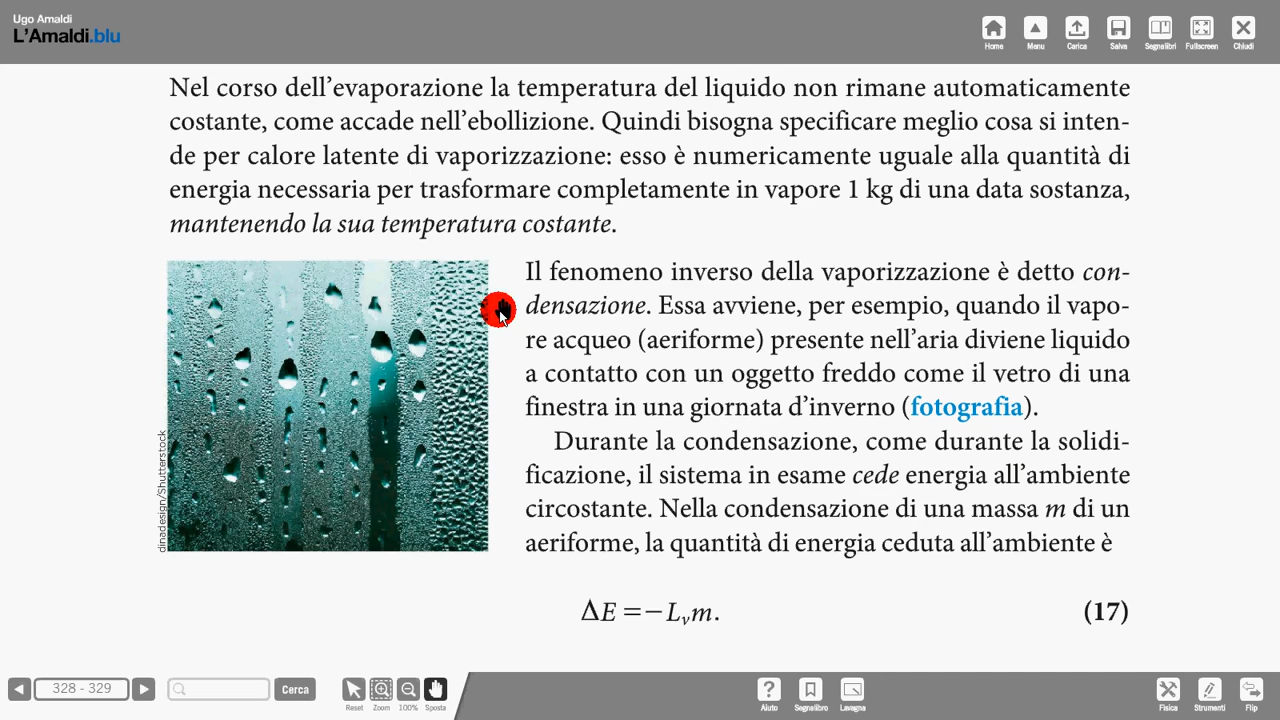 Ugo Amaldi
L'Amaldi.blu
Home
Menu
Carica
Salva
Segnalibri
Fullscreen
Chiudi
Nel corso dell'evaporazione la temperatura del liquido non rimane automaticamente
costante, come accade nell'ebollizione. Quindi bisogna specificare meglio cosa si inten-
de per calore latente di vaporizzazione: esso è numericamente uguale alla quantità di
energia necessaria per trasformare completamente in vapore 1 kg di una data sostanza,
mantenendo la sua temperatura costante.
Il fenomeno inverso della vaporizzazione è detto con-
densazione. Essa avviene, per esempio, quando il vapo-
re acqueo (aeriforme) presente nell'aria diviene liquido
a contatto con un oggetto freddo come il vetro di una
finestra in una giornata d'inverno (fotografia).
Durante la condensazione, come durante la solidi-
ficazione, il sistema in esame cede energia all'ambiente
circostante. Nella condensazione di una massa m di un
aeriforme, la quantità di energia ceduta all'ambiente è
dinadesign/Shutterstock
ΔE = −Lᵥm. (17)
328 - 329
Cerca
Reset
Zoom
100%
Sposta
Aiuto
Segnalibro
Lavagna
Fisica
Strumenti
Flip